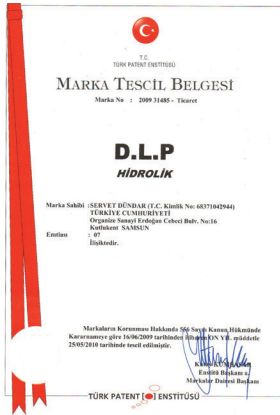 T.C.
TÜRK PATENT ENSTİTÜSÜ
MARKA TESCİL BELGESİ
Marka No : 2009 31485 - Ticaret
D.L.P
HİDROLİK
Marka Sahibi :SERVET DÜNDAR (T.C. Kimlik No: 68371042944)
TÜRKİYE CUMHURİYETİ
Organize Sanayi Erdoğan Cebeci Bulv. No:16
Kutlukent SAMSUN
Emtiası : 07
İlişiktedir.
Markaların Korunması Hakkında 556 Sayılı Kanun Hükmünde
Kararnameye göre 16/06/2009 tarihinden itibaren ON YIL müddetle
25/05/2010 tarihinde tescil edilmiştir.
Enstitü Başkanı a.
Markalar Dairesi Başkanı
TÜRK PATENT ENSTİTÜSÜ